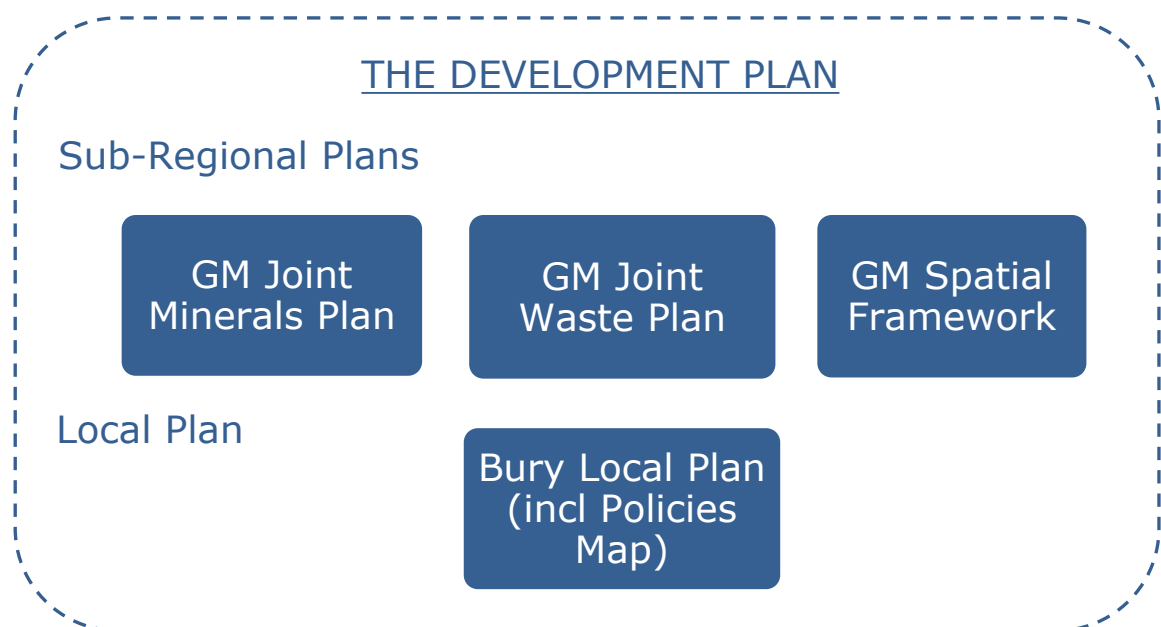 THE DEVELOPMENT PLAN
Sub-Regional Plans
GM Joint
Minerals Plan
GM Joint
Waste Plan
GM Spatial
Framework
Local Plan
Bury Local Plan
(incl Policies
Map)